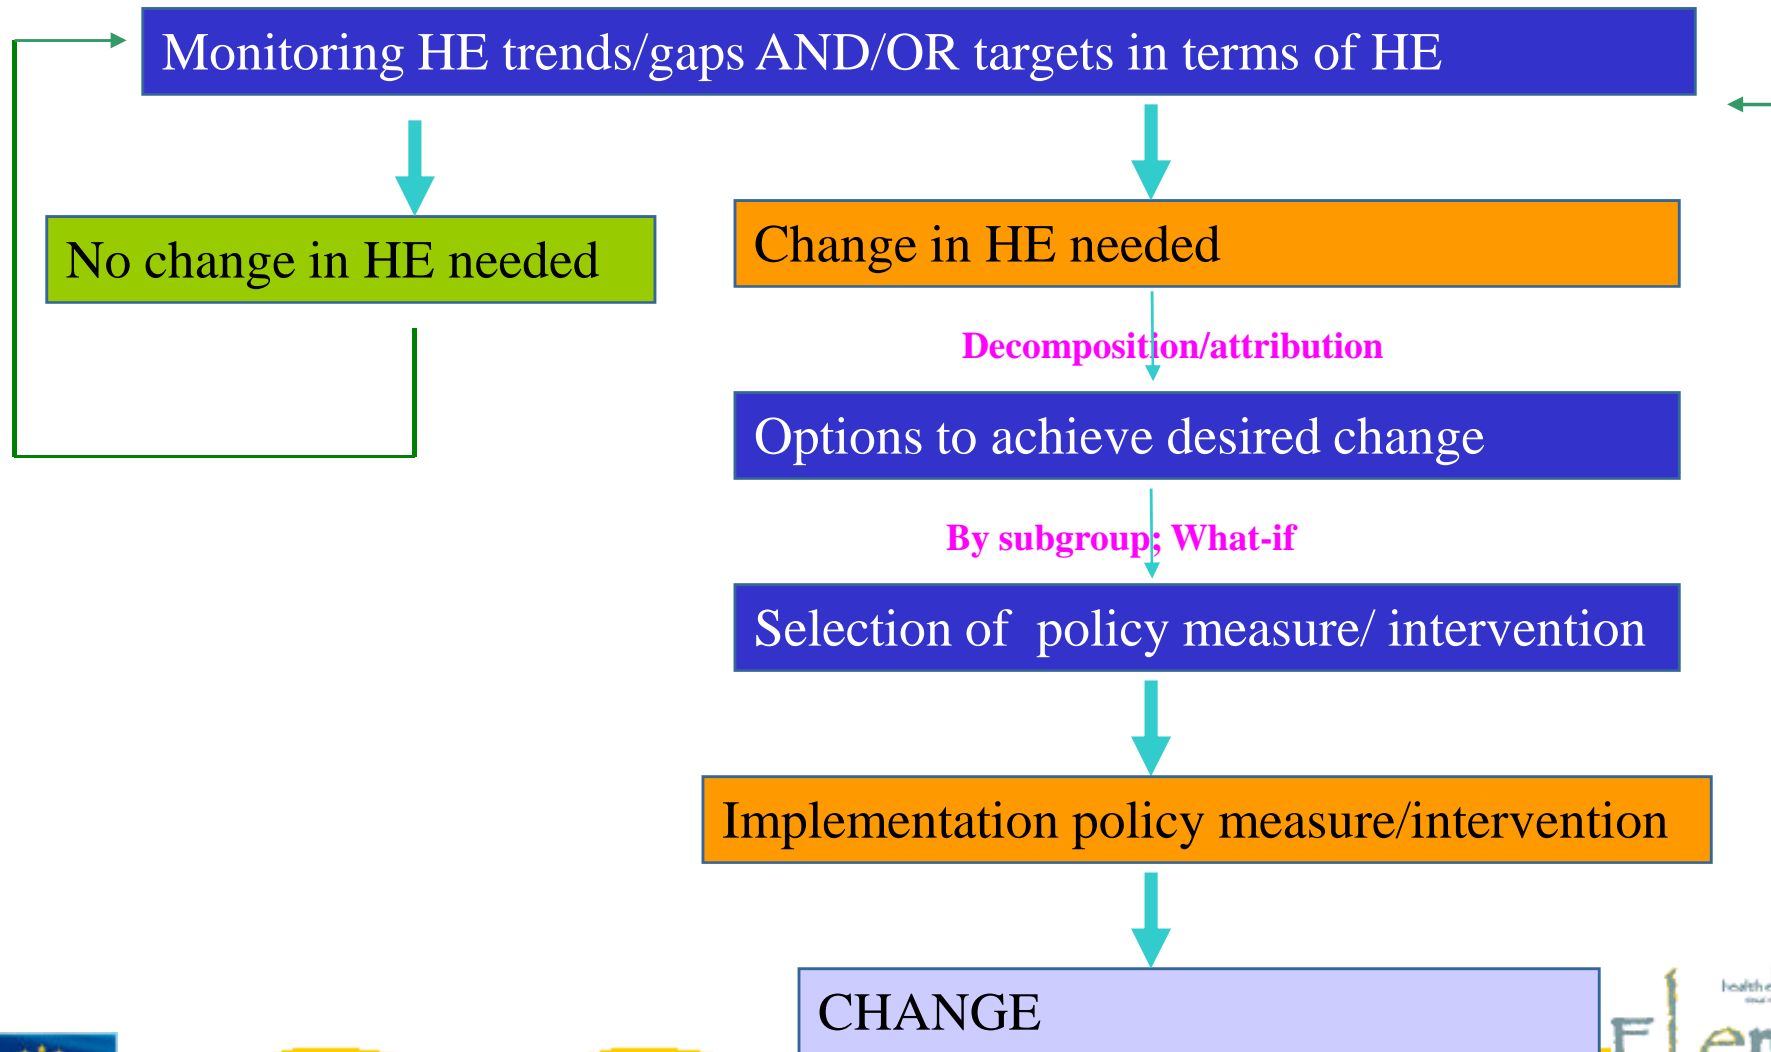 Monitoring HE trends/gaps AND/OR targets in terms of HE
No change in HE needed
Change in HE needed
Decomposition/attribution
Options to achieve desired change
By subgroup; What-if
Selection of policy measure/ intervention
Implementation policy measure/intervention
CHANGE